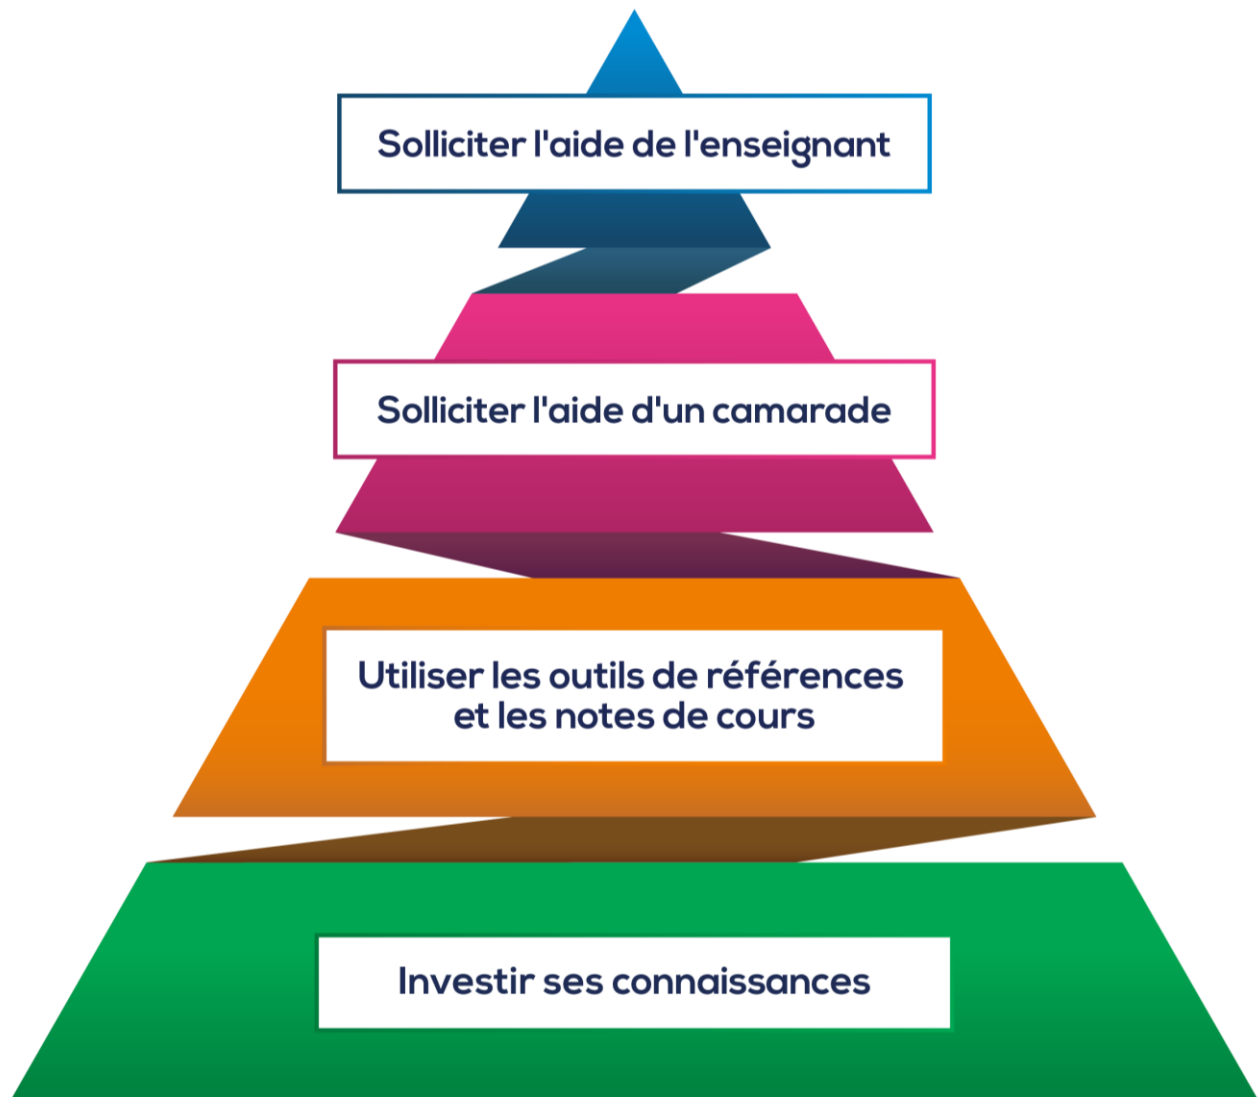 Solliciter l'aide de l'enseignant
Solliciter l'aide d'un camarade
Utiliser les outils de références
et les notes de cours
Investir ses connaissances